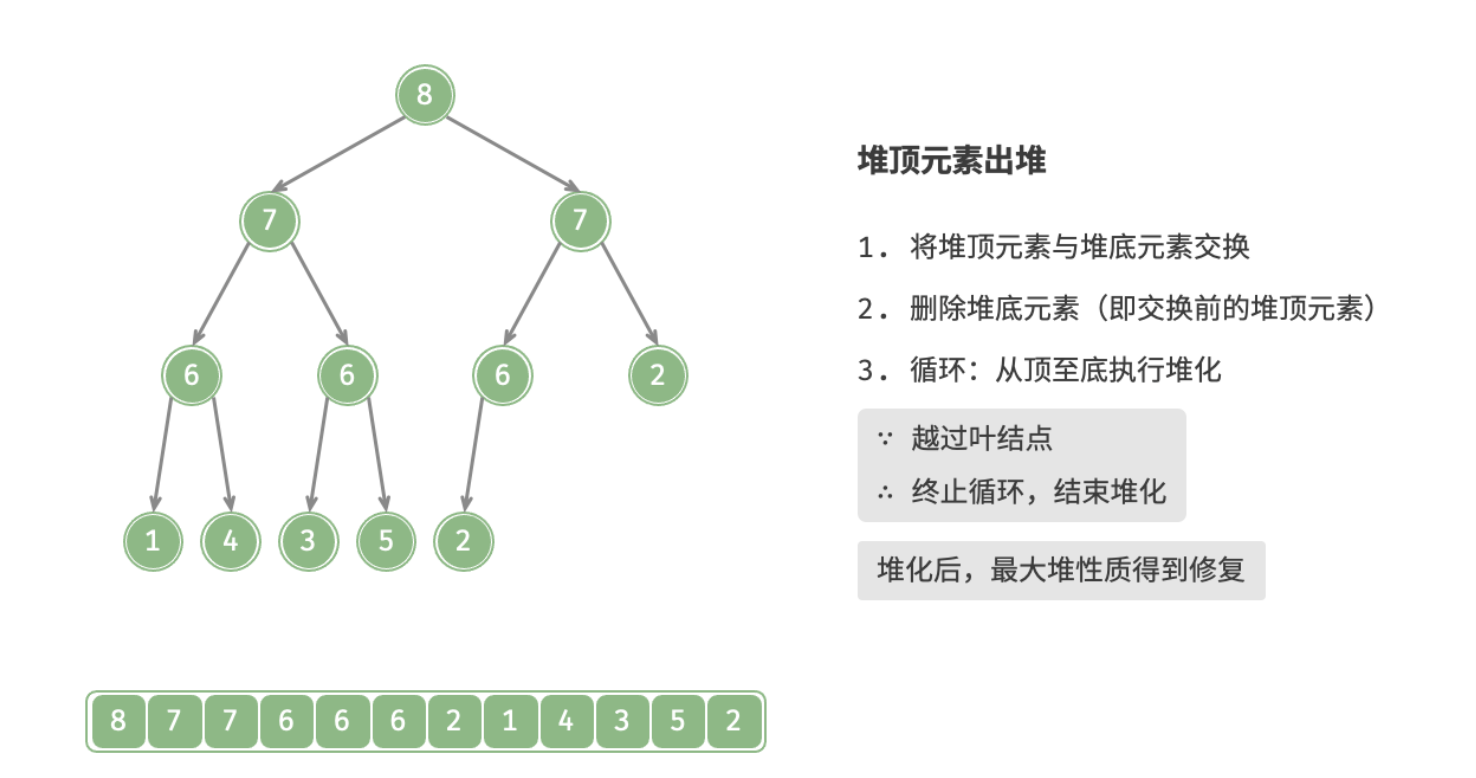 8
7 7
6 6 6 2
1 4 3 5 2
8 7 7 6 6 6 2 1 4 3 5 2
堆顶元素出堆
1. 将堆顶元素与堆底元素交换
2. 删除堆底元素（即交换前的堆顶元素）
3. 循环：从顶至底执行堆化
∵ 越过叶结点
∴ 终止循环，结束堆化
堆化后，最大堆性质得到修复